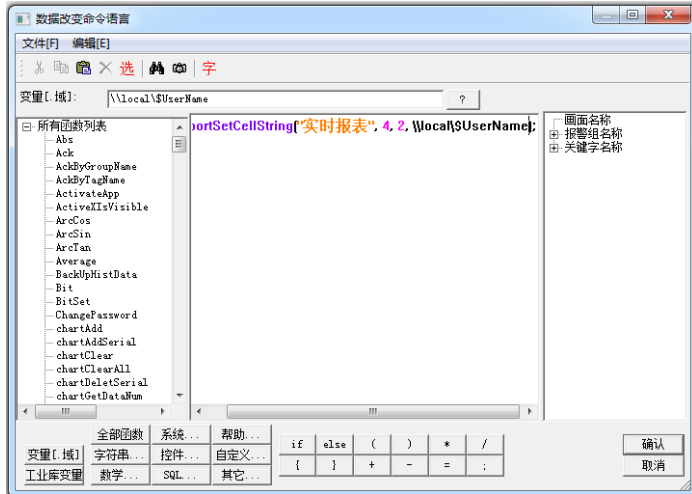 数据改变命令语言
文件[F] 编辑[E]
选 字
变量[.域]: \\local\$UserName ?
所有函数列表
Abs
Ack
AckByGroupName
AckByTagName
ActivateApp
ActiveXIsVisible
ArcCos
ArcSin
ArcTan
Average
BackUpHistData
Bit
BitSet
ChangePassword
chartAdd
chartAddSerial
chartClear
chartClearAll
chartDeletSerial
chartGetDataNum
ortSetCellString("实时报表", 4, 2, \\local\$UserName);
画面名称
报警组名称
关键字名称
全部函数 系统... 帮助...
变量[.域] 字符串... 控件... 自定义...
工业库变量 数学... SQL... 其它...
if else ( ) * /
{ } + - = ;
确认
取消